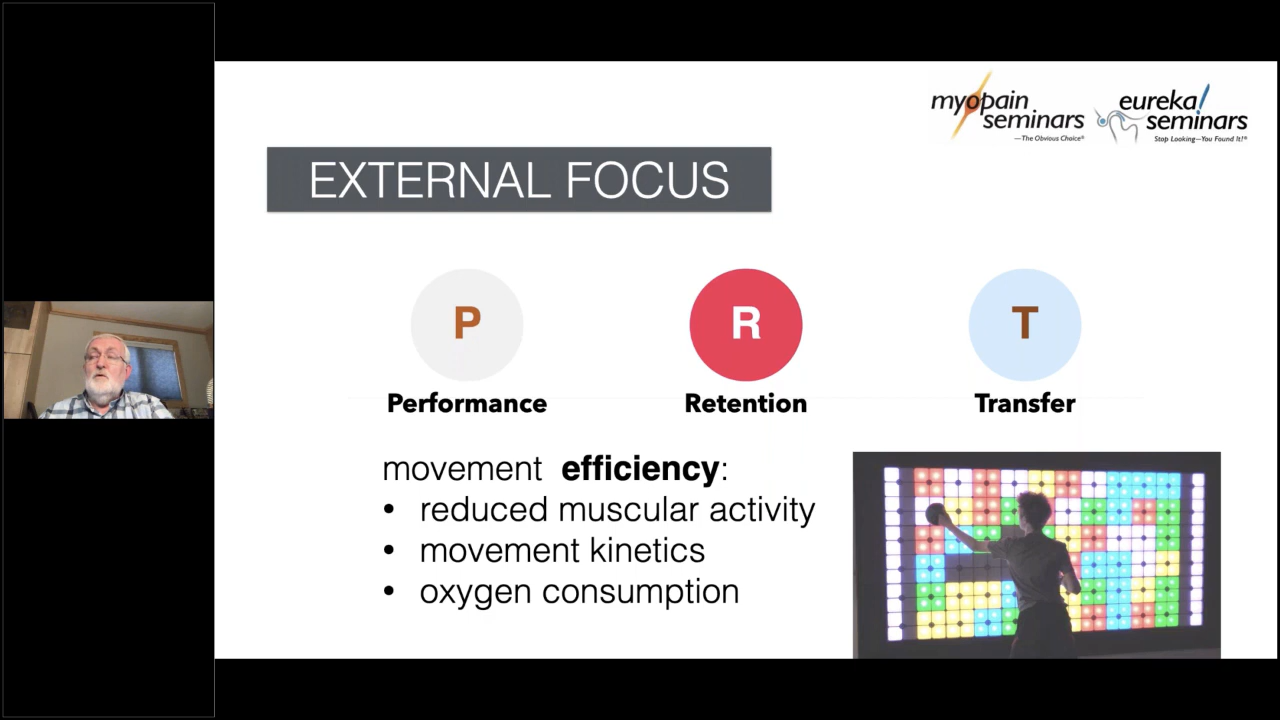 myopain
seminars
—The Obvious Choice®
eureka!
seminars
Stop Looking—You Found It!®
EXTERNAL FOCUS
P
R
T
Performance
Retention
Transfer
movement efficiency:
• reduced muscular activity
• movement kinetics
• oxygen consumption